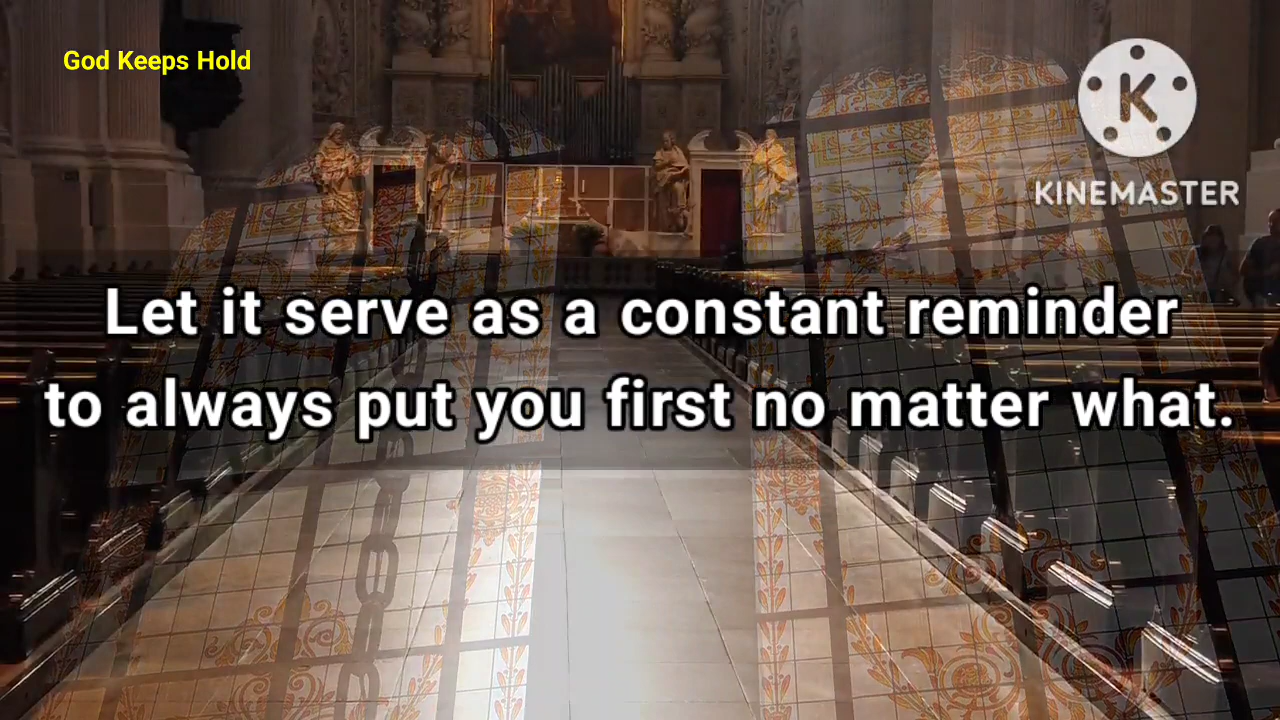 God Keeps Hold
K
KINEMASTER
Let it serve as a constant reminder
to always put you first no matter what.